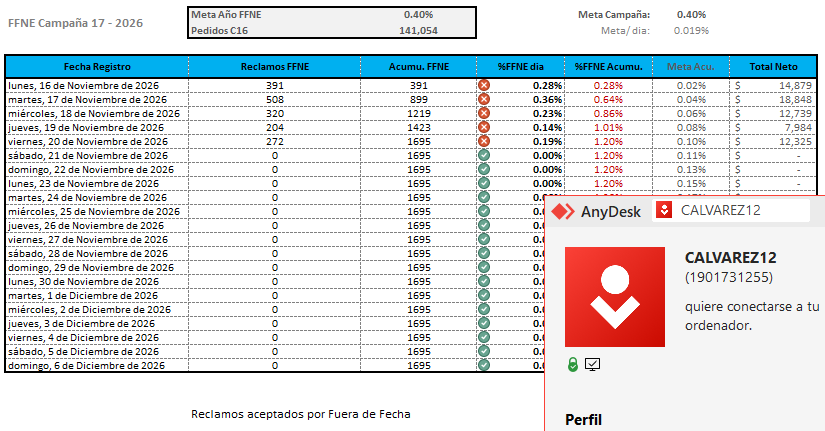 FFNE Campaña 17 - 2026
Meta Año FFNE 0.40%
Pedidos C16 141,054
Meta Campaña: 0.40%
Meta/ dia: 0.019%
Fecha Registro Reclamos FFNE Acumu. FFNE %FFNE dia %FFNE Acumu. Meta Acu. Total Neto
lunes, 16 de Noviembre de 2026 391 391 0.28% 0.28% 0.02% $ 14,879
martes, 17 de Noviembre de 2026 508 899 0.36% 0.64% 0.04% $ 18,848
miércoles, 18 de Noviembre de 2026 320 1219 0.23% 0.86% 0.06% $ 12,739
jueves, 19 de Noviembre de 2026 204 1423 0.14% 1.01% 0.08% $ 7,984
viernes, 20 de Noviembre de 2026 272 1695 0.19% 1.20% 0.10% $ 12,325
sábado, 21 de Noviembre de 2026 0 1695 0.00% 1.20% 0.11% $ -
domingo, 22 de Noviembre de 2026 0 1695 0.00% 1.20% 0.13% $ -
lunes, 23 de Noviembre de 2026 0 1695 0.00% 1.20% 0.15% $ -
martes, 24 de Noviembre de 2026 0 1695
miércoles, 25 de Noviembre de 2026 0 1695
jueves, 26 de Noviembre de 2026 0 1695
viernes, 27 de Noviembre de 2026 0 1695
sábado, 28 de Noviembre de 2026 0 1695
domingo, 29 de Noviembre de 2026 0 1695
lunes, 30 de Noviembre de 2026 0 1695
martes, 1 de Diciembre de 2026 0 1695
miércoles, 2 de Diciembre de 2026 0 1695
jueves, 3 de Diciembre de 2026 0 1695
viernes, 4 de Diciembre de 2026 0 1695
sábado, 5 de Diciembre de 2026 0 1695
domingo, 6 de Diciembre de 2026 0 1695
Reclamos aceptados por Fuera de Fecha
AnyDesk CALVAREZ12
CALVAREZ12
(1901731255)
quiere conectarse a tu
ordenador.
Perfil